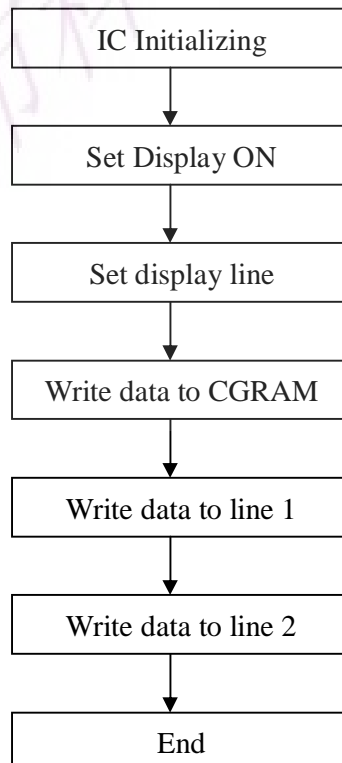 IC Initializing
Set Display ON
Set display line
Write data to CGRAM
Write data to line 1
Write data to line 2
End